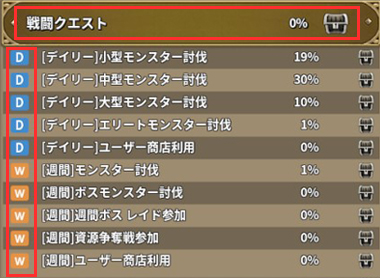 戦闘クエスト 0%
D [デイリー]小型モンスター討伐 19%
D [デイリー]中型モンスター討伐 30%
D [デイリー]大型モンスター討伐 10%
D [デイリー]エリートモンスター討伐 1%
D [デイリー]ユーザー商店利用 0%
W [週間]モンスター討伐 1%
W [週間]ボスモンスター討伐 0%
W [週間]週間ボス レイド参加 0%
W [週間]資源争奪戦参加 0%
W [週間]ユーザー商店利用 0%